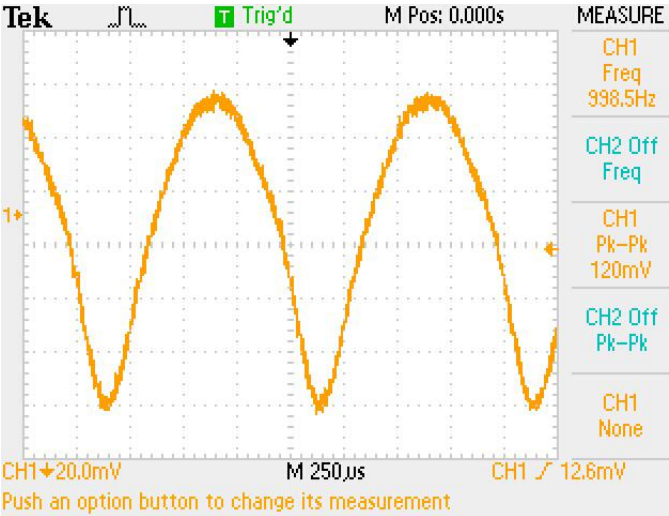 Tek T Trig'd M Pos: 0.000s MEASURE
CH1
Freq
998.5Hz
CH2 Off
Freq
1
CH1
Pk-Pk
120mV
CH2 Off
Pk-Pk
CH1
None
CH1 20.0mV M 250µs CH1 12.6mV
Push an option button to change its measurement